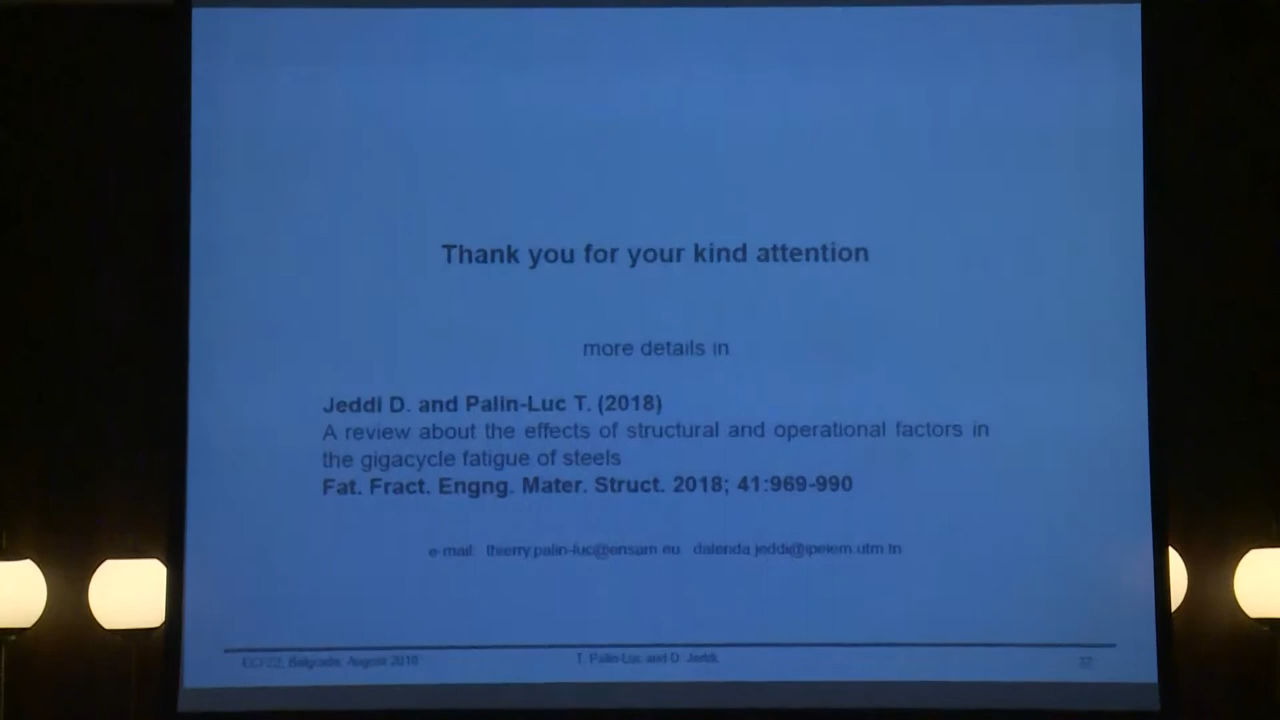 Thank you for your kind attention
more details in
Jeddi D. and Palin-Luc T. (2018)
A review about the effects of structural and operational factors in
the gigacycle fatigue of steels
Fat. Fract. Engng. Mater. Struct. 2018; 41:969-990
e-mail: thierry.palin-luc@ensam.eu dalenda.jeddi@ipeiem.utm.tn
ECF22, Belgrade, August 2018
T. Palin-Luc and D. Jeddi